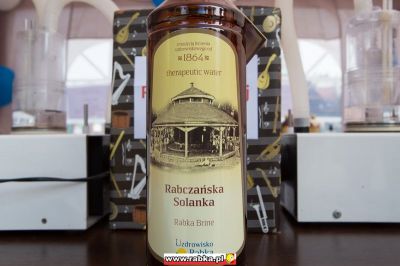 1864
therapeutic water
Rabczańska
Solanka
Rabka Brine
Uzdrowisko
Rabka
www.rabka.pl